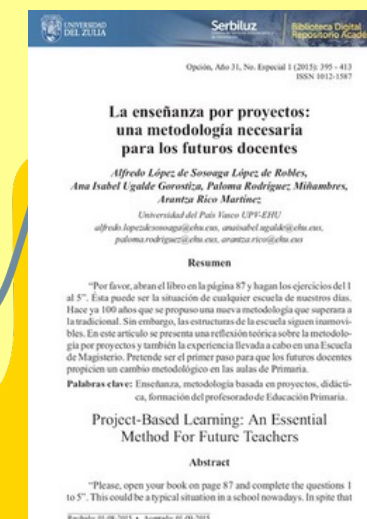 UNIVERSIDAD
DEL ZULIA
Serbiluz
Biblioteca Digital
Repositorio Acadé
Opción, Año 31, No. Especial 1 (2015): 395 - 413
ISSN 1012-1587
La enseñanza por proyectos:
una metodología necesaria
para los futuros docentes
Alfredo López de Sosoaga López de Robles,
Ana Isabel Ugalde Gorostiza, Paloma Rodríguez Miñambres,
Arantza Rico Martínez
Universidad del País Vasco UPV-EHU
alfredo.lopezdesosoaga@ehu.eus, anaisabel.ugalde@ehu.eus,
paloma.rodriguez@ehu.eus, arantza.rico@ehu.eus
Resumen
“Por favor, abran el libro en la página 87 y hagan los ejercicios del 1
al 5”. Ésta puede ser la situación de cualquier escuela de nuestros días.
Hace ya 100 años que se propuso una nueva metodología que superara a
la tradicional. Sin embargo, las estructuras de la escuela siguen inamovi-
bles. En este artículo se presenta una reflexión teórica sobre la metodolo-
gía por proyectos y también la experiencia llevada a cabo en una Escuela
de Magisterio. Pretende ser el primer paso para que los futuros docentes
propicien un cambio metodológico en las aulas de Primaria.
Palabras clave: Enseñanza, metodología basada en proyectos, didácti-
ca, formación del profesorado de Educación Primaria.
Project-Based Learning: An Essential
Method For Future Teachers
Abstract
“Please, open your book on page 87 and complete the questions 1
to 5”. This could be a typical situation in a school nowadays. In spite that
Recibido: 01-08-2015 • Aceptado: 01-09-2015